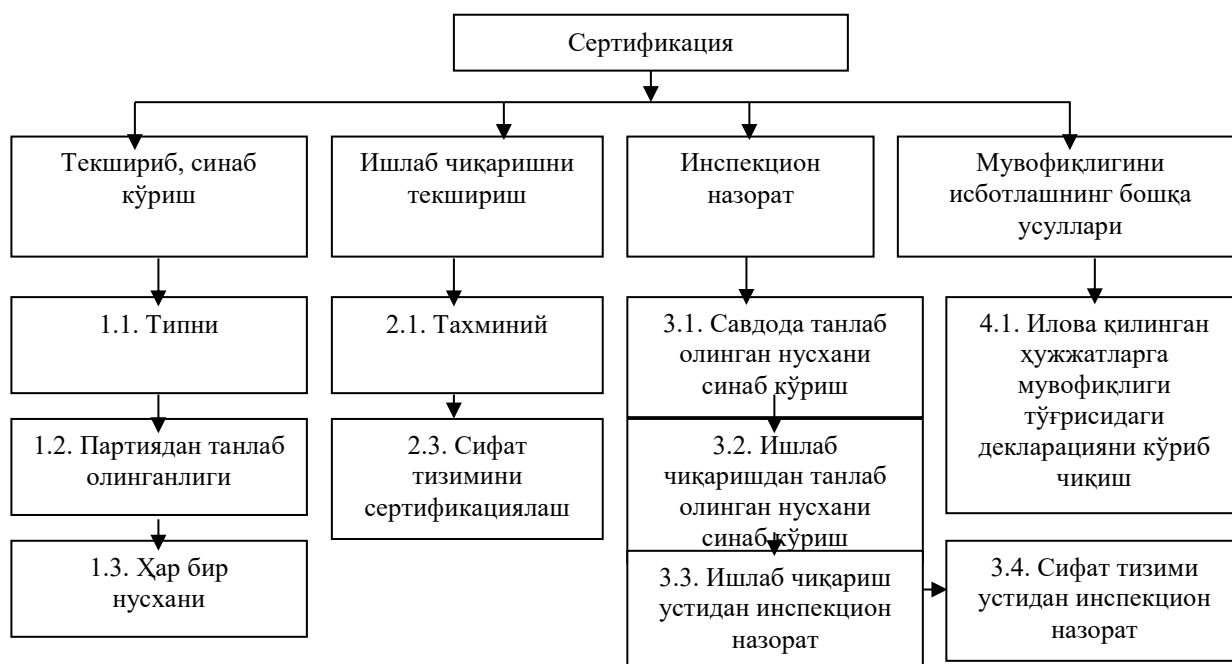 Сертификация
Текшириб, синаб
кўриш
Ишлаб чиқаришни
текшириш
Инспекцион
назорат
Мувофиқлигини
исботлашнинг бошқа
усуллари
1.1. Типни
2.1. Тахминий
3.1. Савдода танлаб
олинган нусхани
синаб кўриш
4.1. Илова қилинган
ҳужжатларга
мувофиқлиги
тўғрисидаги
декларацияни кўриб
чиқиш
1.2. Партиядан танлаб
олинганлиги
2.3. Сифат
тизимини
сертификациялаш
3.2. Ишлаб
чиқаришдан танлаб
олинган нусхани
синаб кўриш
1.3. Ҳар бир
нусхани
3.3. Ишлаб чиқариш
устидан инспекцион
назорат
3.4. Сифат тизими
устидан инспекцион
назорат